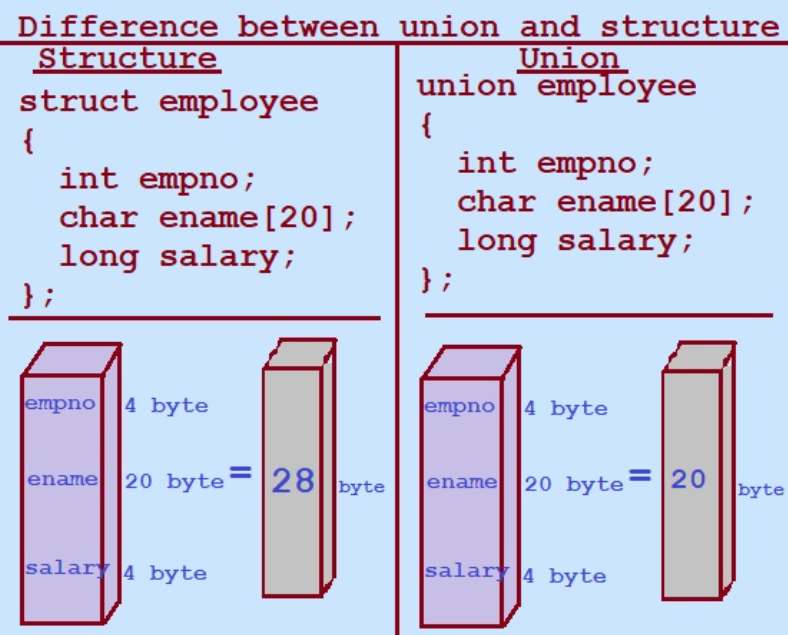 Difference between union and structure
Structure
struct employee
{
int empno;
char ename[20];
long salary;
};
empno 4 byte
ename 20 byte = 28 byte
salary 4 byte
Union
union employee
{
int empno;
char ename[20];
long salary;
};
empno 4 byte
ename 20 byte = 20 byte
salary 4 byte